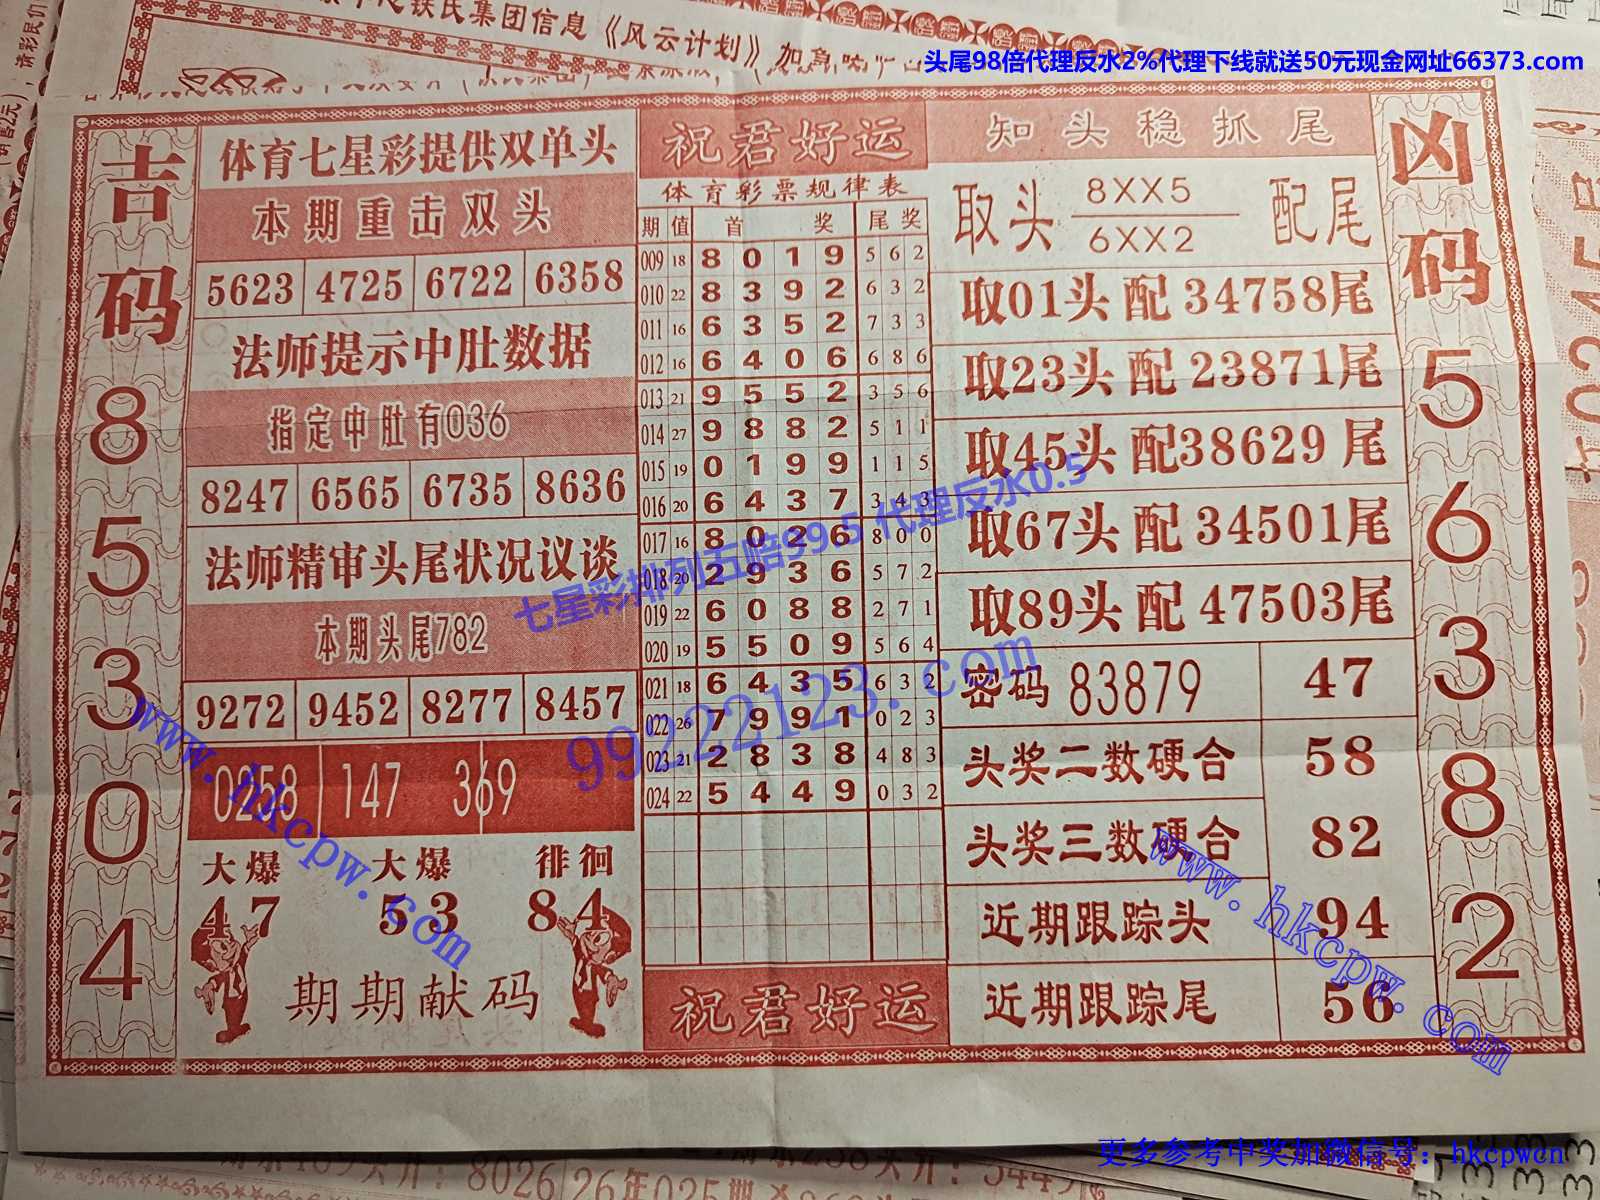 头尾98倍代理反水2%代理下线就送50元现金网址66373.com
铁氏集团信息《风云计划》加
吉码
8
5
3
0
4
体育七星彩提供双单头
本期重击双头
5623 4725 6722 6358
法师提示中肚数据
指定中肚有036
8247 6565 6735 8636
法师精审头尾状况议谈
本期头尾782
9272 9452 8277 8457
0258 147 369
大爆 大爆 徘徊
47 53 84
期期献码
祝君好运
体育彩票规律表
期 值 首 奖 尾 奖
009 18 8 0 1 9 5 6 2
010 22 8 3 9 2 6 3 2
011 16 6 3 5 2 7 3 3
012 16 6 4 0 6 6 8 6
013 21 9 5 5 2 3 5 6
014 27 9 8 8 2 5 1 1
015 19 0 1 9 9 1 1 5
016 20 6 4 3 7 3 4 3
017 16 8 0 2 6 8 0 0
018 20 2 9 3 6 5 7 2
019 22 6 0 8 8 2 7 1
020 19 5 5 0 9 5 6 4
021 18 6 4 3 5 6 3 2
022 26 7 9 9 1 0 2 3
023 21 2 8 3 8 4 8 3
024 22 5 4 4 9 0 3 2
祝君好运
知头稳抓尾
取头 8XX5 配尾
6XX2
取01头 配 34758尾
取23头 配 23871尾
取45头 配38629 尾
取67头 配 34501尾
取89头 配 47503尾
密码 83879 47
头奖二数硬合 58
头奖三数硬合 82
近期跟踪头 94
近期跟踪尾 56
凶码
5
6
3
8
2
七星彩排列五赔99.5 代理反水0.5
99222123.com
www.hkcpw.com
www.hkcpw.com
更多参考中奖加微信号：hkcpwcn